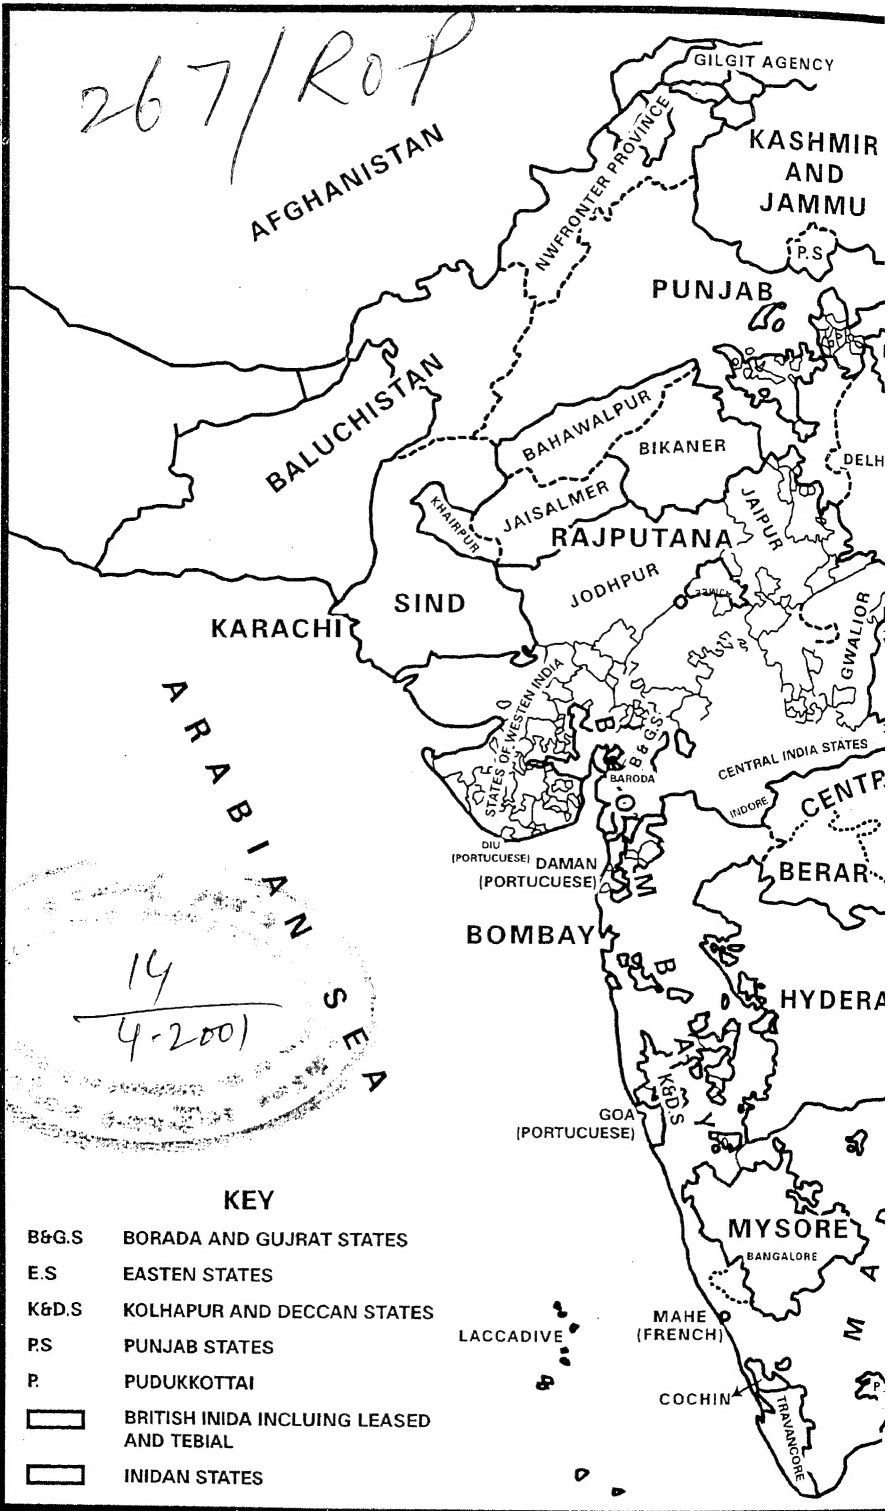 267/ROP
GILGIT AGENCY
AFGHANISTAN
NWFRONTER PROVINCE
KASHMIR
AND
JAMMU
P.S
PUNJAB
BALUCHISTAN
BAHAWALPUR
BIKANER
DELH
KHAIRPUR
JAISALMER
JAIPUR
RAJPUTANA
JODHPUR
SIND
KARACHI
GWALIOR
ARABIAN SEA
STATES OF WESTEN INDIA
B&G.S
CENTRAL INDIA STATES
BARODA
INDORE
CENTR
DIU
(PORTUCUESE)
DAMAN
(PORTUCUESE)
BERAR
B M B A Y
BOMBAY
14
4-2001
HYDERA
K&D.S
GOA
(PORTUCUESE)
MYSORE
BANGALORE
M A
MAHE
(FRENCH)
LACCADIVE
COCHIN
TRAVANCORE
P
KEY
B&G.S BORADA AND GUJRAT STATES
E.S EASTEN STATES
K&D.S KOLHAPUR AND DECCAN STATES
P.S PUNJAB STATES
P. PUDUKKOTTAI
BRITISH INIDA INCLUING LEASED
AND TEBIAL
INIDAN STATES